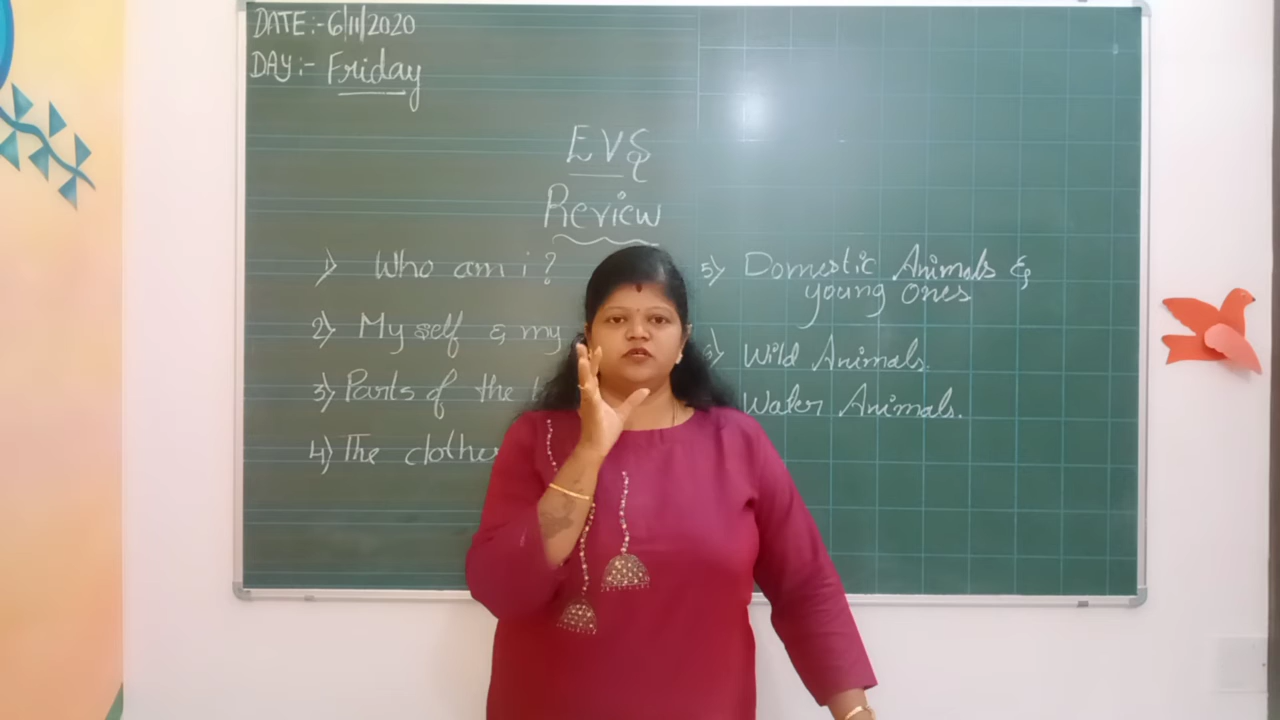 DATE:- 6/11/2020
DAY:- Friday
EVS
Review
1) Who am i?
2) My self & my
3) Parts of the
4) The clothe
5) Domestic Animals &
young ones
6) Wild Animals.
Water Animals.